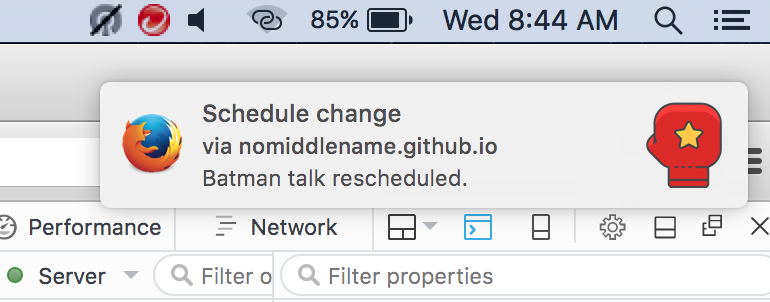 85% Wed 8:44 AM
Schedule change
via nomiddlename.github.io
Batman talk rescheduled.
Performance Network
Server Filter o Filter properties